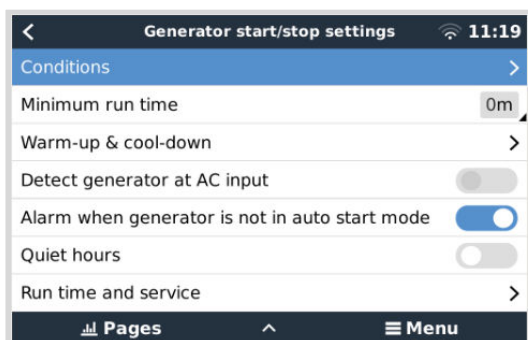 Generator start/stop settings 11:19
Conditions
Minimum run time 0m
Warm-up & cool-down
Detect generator at AC input
Alarm when generator is not in auto start mode
Quiet hours
Run time and service
Pages Menu